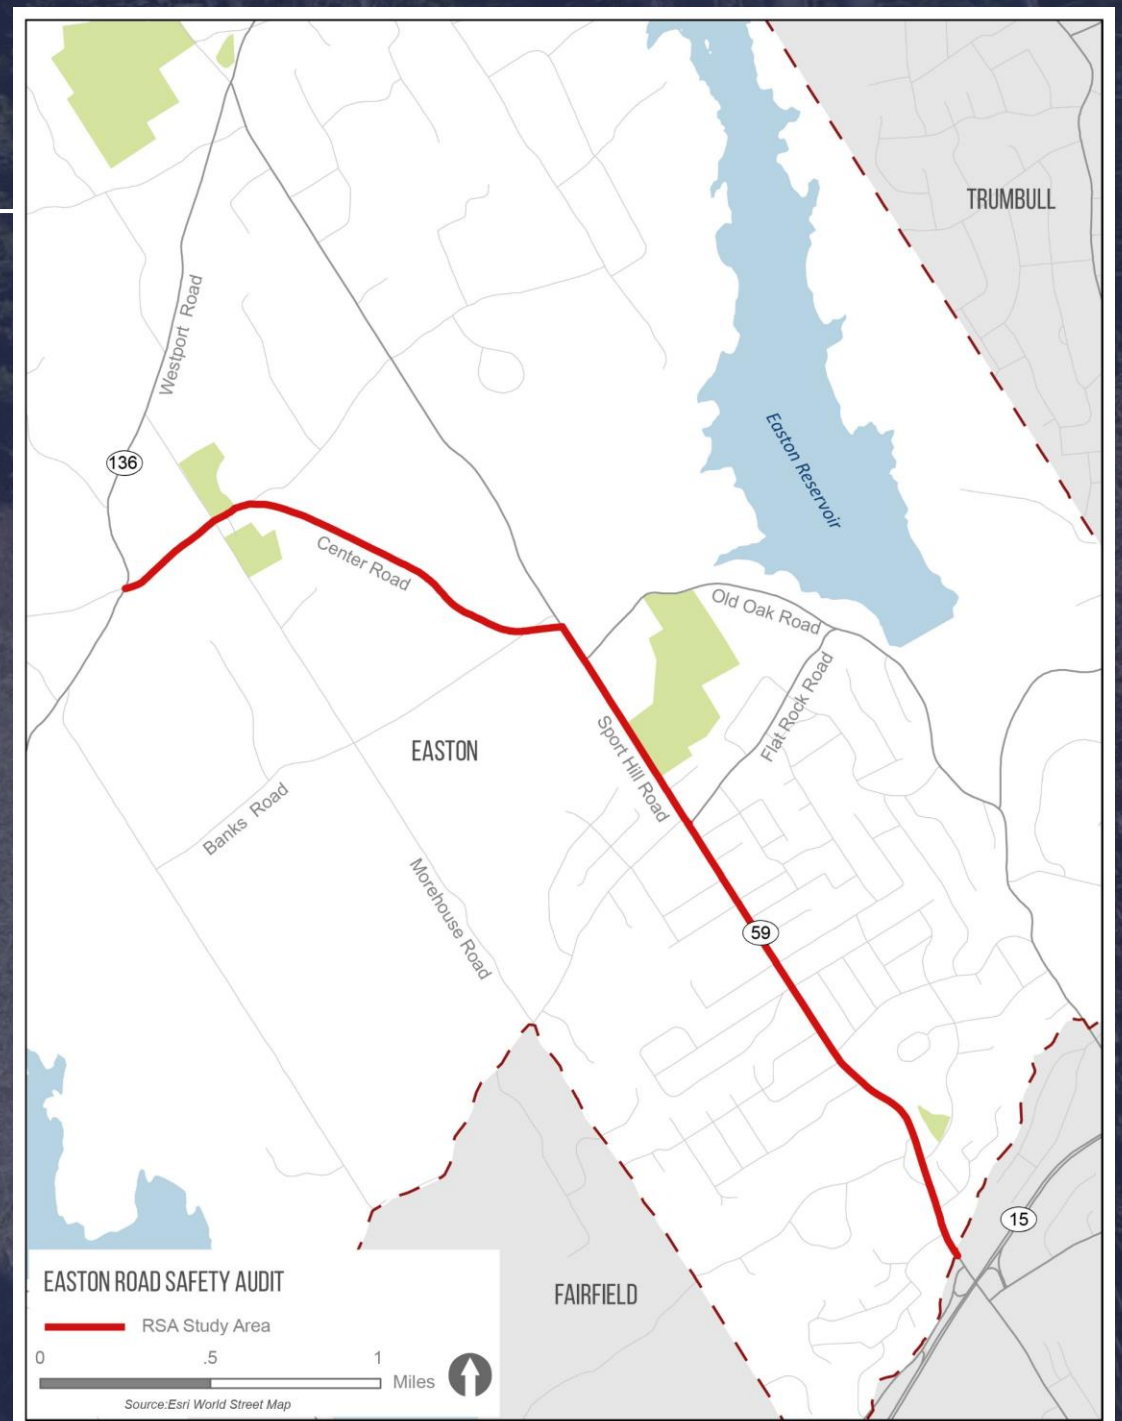 TRUMBULL
Westport Road
136
Easton Reservoir
Center Road
Old Oak Road
Flat Rock Road
Sport Hill Road
EASTON
Banks Road
Morehouse Road
59
15
FAIRFIELD
EASTON ROAD SAFETY AUDIT
RSA Study Area
0 .5 1
Miles
Source:Esri World Street Map